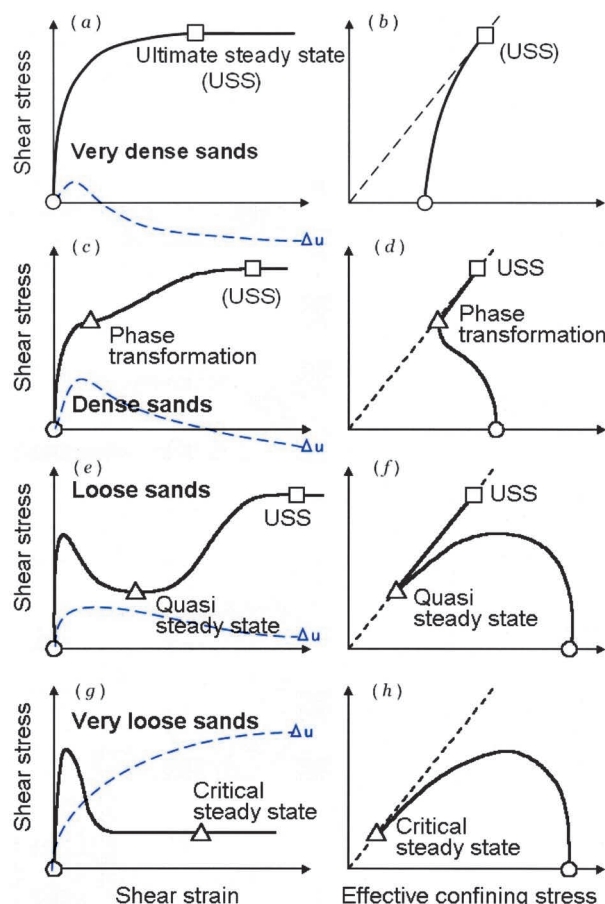 (a)
Shear stress
Ultimate steady state
(USS)
Very dense sands
Δu
(b)
(USS)
(c)
Shear stress
(USS)
Phase
transformation
Dense sands
Δu
(d)
USS
Phase
transformation
(e)
Shear stress
Loose sands
USS
Quasi
steady state
Δu
(f)
USS
Quasi
steady state
(g)
Shear stress
Very loose sands
Δu
Critical
steady state
Shear strain
(h)
Critical
steady state
Effective confining stress